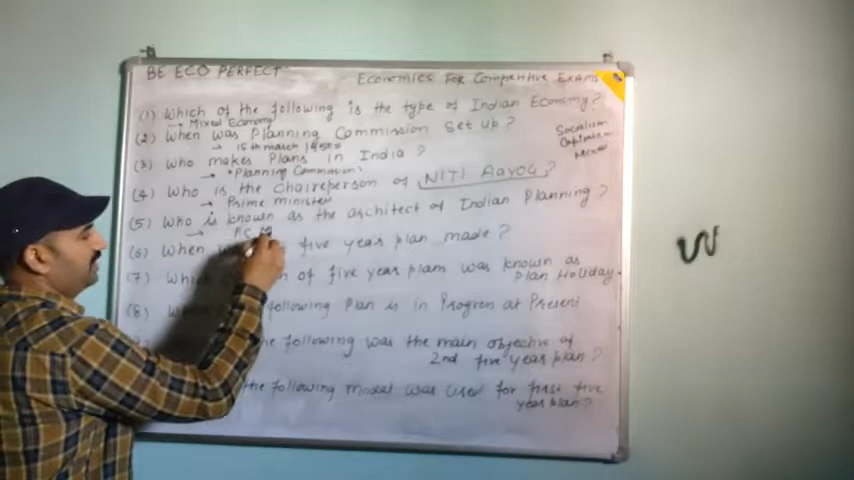 BE ECO PERFECT
Economics For Competitive Exams
(1) Which of the following is the type of Indian Economy?
→ Mixed Economy
(2) When was Planning Commission set up?
→ 15th march 1950
Socialism
Capitalism
Mixed
(3) Who makes Plans in India?
→ Planning Commission
(4) Who is the chaireperson of NITI Aayog?
→ Prime minister
(5) Who is known as the architect of Indian Planning?
→ P.C. M
(6) When five year plan made?
(7) of five year plam was known as
Plan Holiday.
(8) following Plan is in Progren at Present
the following was the main objective of
2nd five year plan?
the following model was used for first five
year plan?